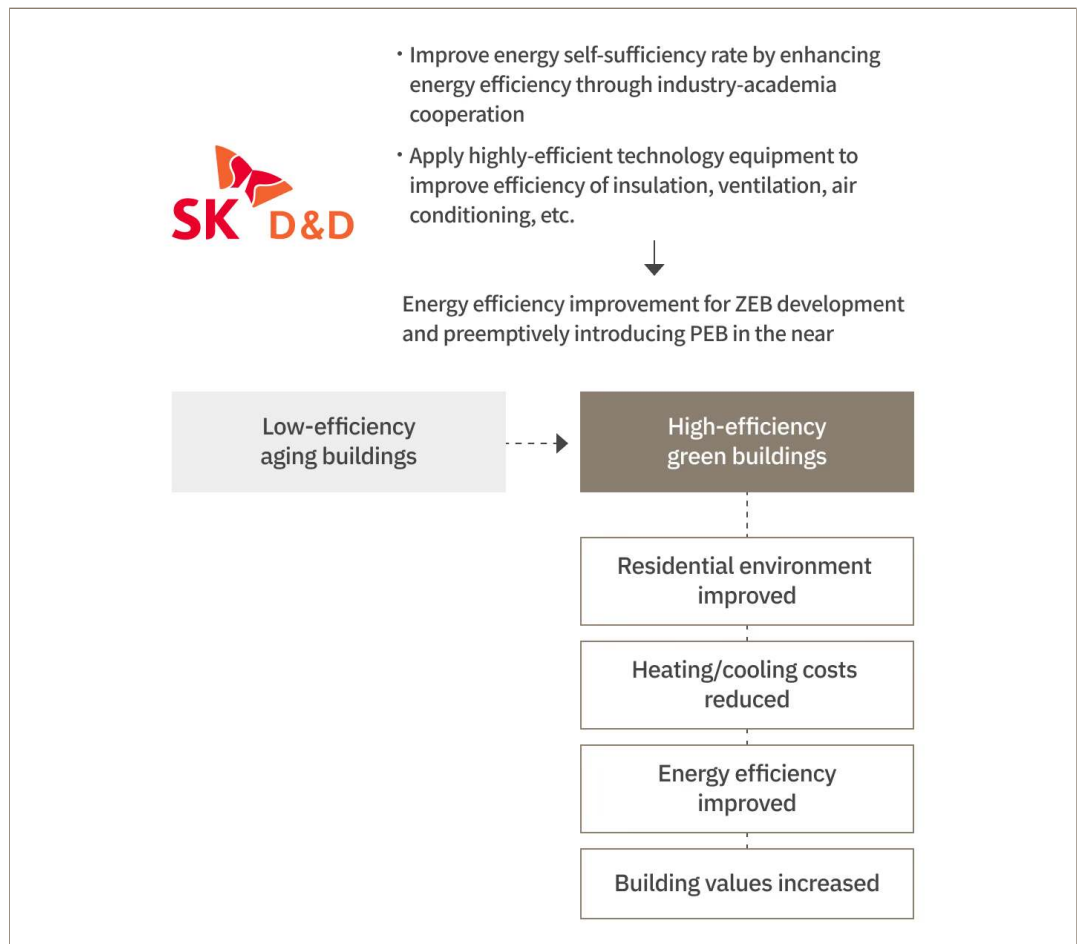 · Improve energy self-sufficiency rate by enhancing
energy efficiency through industry-academia
cooperation
· Apply highly-efficient technology equipment to
improve efficiency of insulation, ventilation, air
conditioning, etc.
SK D&D
Energy efficiency improvement for ZEB development
and preemptively introducing PEB in the near
Low-efficiency
aging buildings
High-efficiency
green buildings
Residential environment
improved
Heating/cooling costs
reduced
Energy efficiency
improved
Building values increased